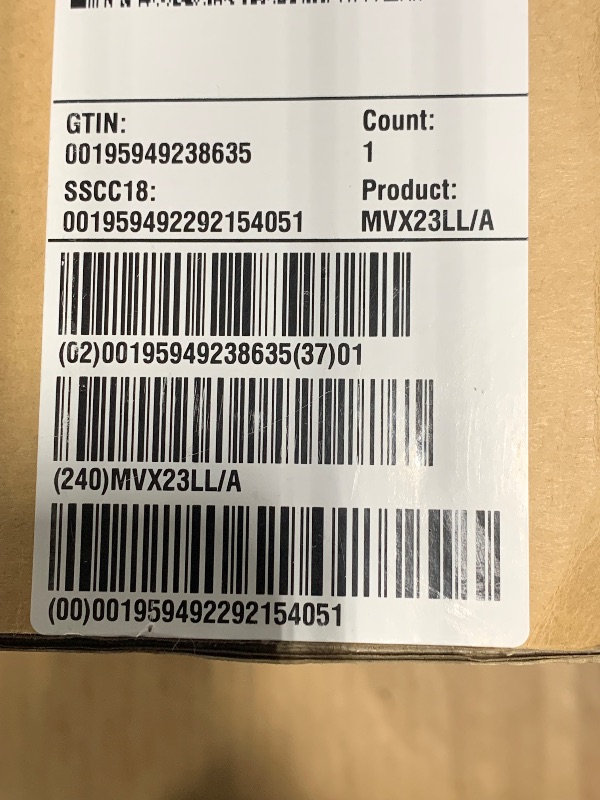 GTIN: Count:
00195949238635 1
SSCC18: Product:
001959492292154051 MVX23LL/A
(02)00195949238635(37)01
(240)MVX23LL/A
(00)001959492292154051